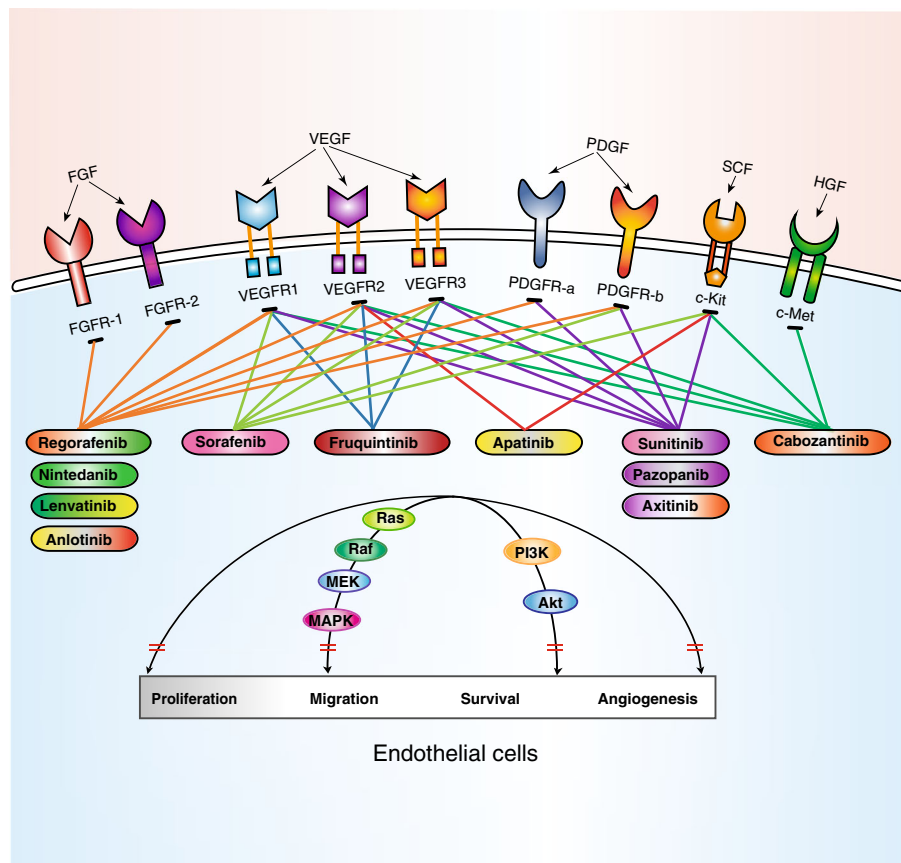 FGF
VEGF
PDGF
SCF
HGF
FGFR-1
FGFR-2
VEGFR1
VEGFR2
VEGFR3
PDGFR-a
PDGFR-b
c-Kit
c-Met
Regorafenib
Sorafenib
Fruquintinib
Apatinib
Sunitinib
Cabozantinib
Nintedanib
Pazopanib
Lenvatinib
Axitinib
Anlotinib
Ras
Raf
MEK
MAPK
PI3K
Akt
Proliferation
Migration
Survival
Angiogenesis
Endothelial cells